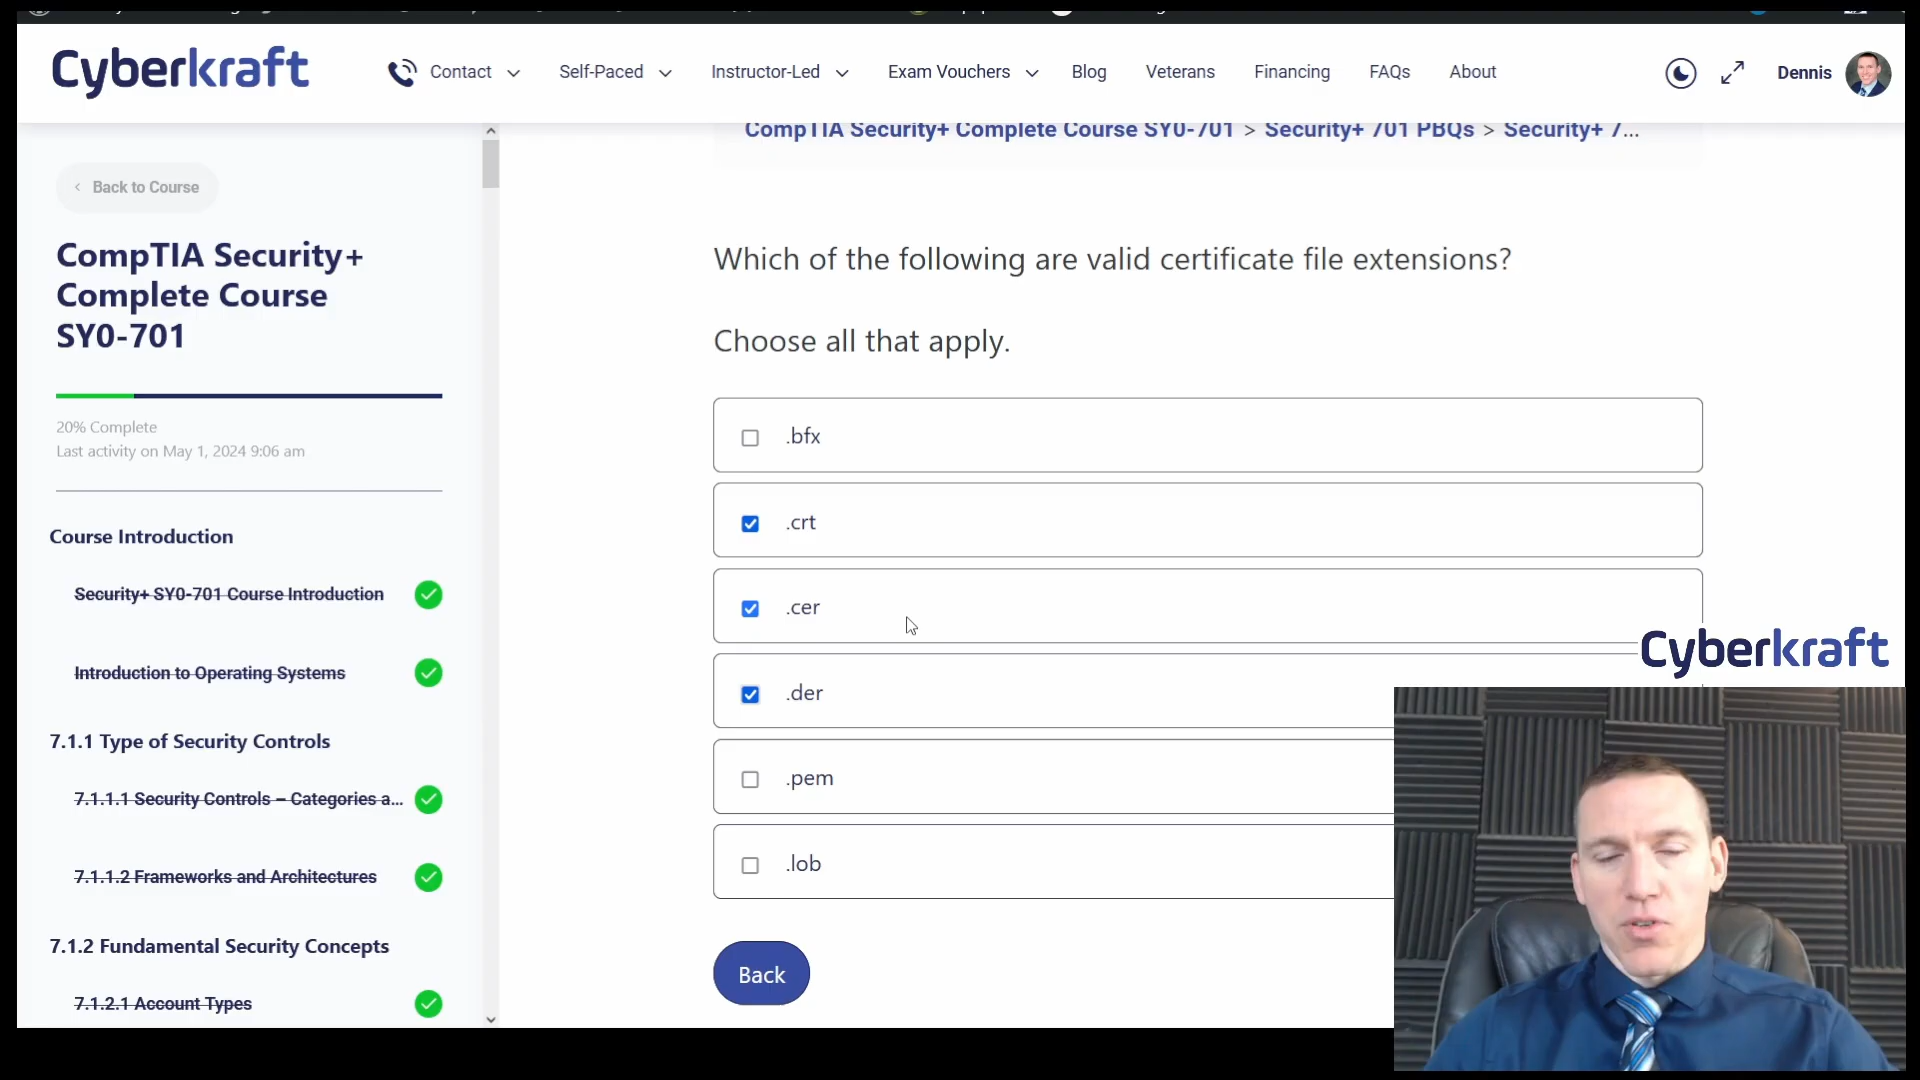 Cyberkraft
Contact
Self-Paced
Instructor-Led
Exam Vouchers
Blog
Veterans
Financing
FAQs
About
Dennis
Back to Course
CompTIA Security+
Complete Course
SY0-701
20% Complete
Last activity on May 1, 2024 9:06 am
Course Introduction
Security+ SY0-701 Course Introduction
Introduction to Operating Systems
7.1.1 Type of Security Controls
7.1.1.1 Security Controls – Categories a...
7.1.1.2 Frameworks and Architectures
7.1.2 Fundamental Security Concepts
7.1.2.1 Account Types
CompTIA Security+ Complete Course SY0-701 > Security+ 701 PBQs > Security+ 7...
Which of the following are valid certificate file extensions?
Choose all that apply.
.bfx
.crt
.cer
.der
.pem
.lob
Back
Cyberkraft